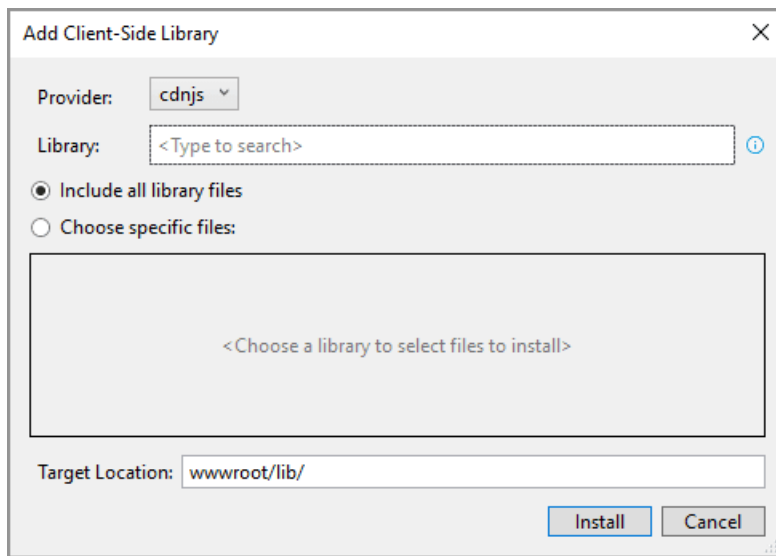 Add Client-Side Library
Provider: cdnjs
Library: <Type to search>
Include all library files
Choose specific files:
<Choose a library to select files to install>
Target Location: wwwroot/lib/
Install Cancel